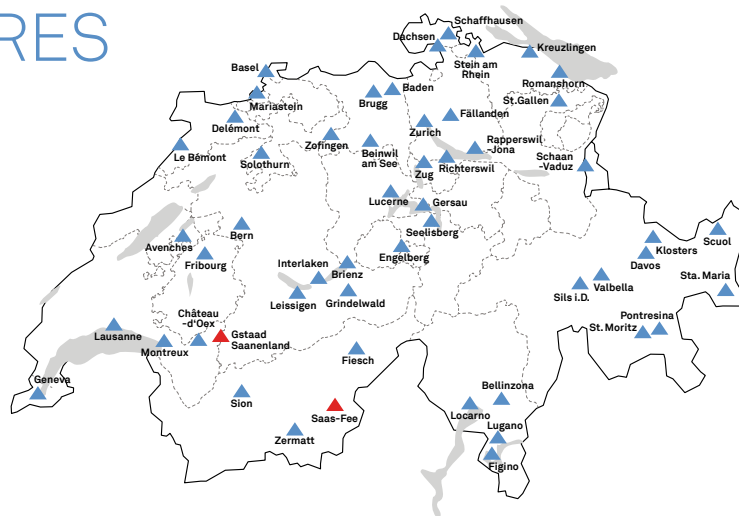 RES
Schaffhausen
Dachsen
Kreuzlingen
Stein am
Rhein
Basel
Romanshorn
Mariastein
Baden
Brugg
St.Gallen
Delémont
Fällanden
Zurich
Zofingen
Rapperswil
-Jona
Le Bémont
Solothurn
Beinwil
am See
Zug
Richterswil
Schaan
-Vaduz
Lucerne
Gersau
Seelisberg
Bern
Avenches
Fribourg
Engelberg
Scuol
Klosters
Davos
Interlaken
Brienz
Sta. Maria
Valbella
Sils i.D.
Leissigen
Grindelwald
Château
-d'Oex
Pontresina
St.Moritz
Lausanne
Montreux
Gstaad
Saanenland
Fiesch
Geneva
Sion
Saas-Fee
Bellinzona
Locarno
Lugano
Zermatt
Figino